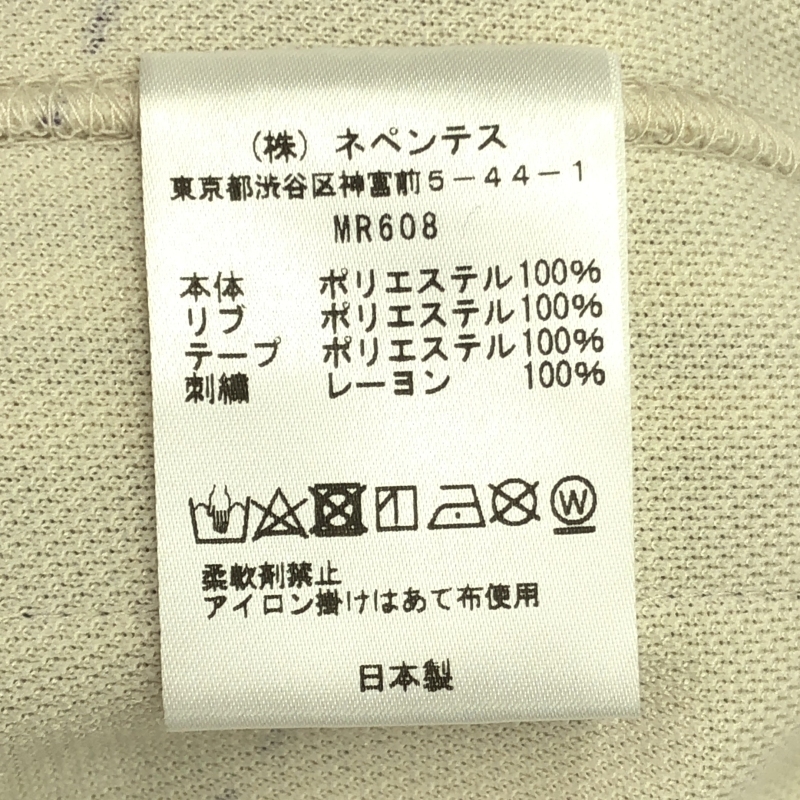 (株)ネペンテス
東京都渋谷区神宮前5-44-1
MR608
本体 ポリエステル100%
リブ ポリエステル100%
テープ ポリエステル100%
刺繍 レーヨン 100%
W
柔軟剤禁止
アイロン掛けはあて布使用
日本製